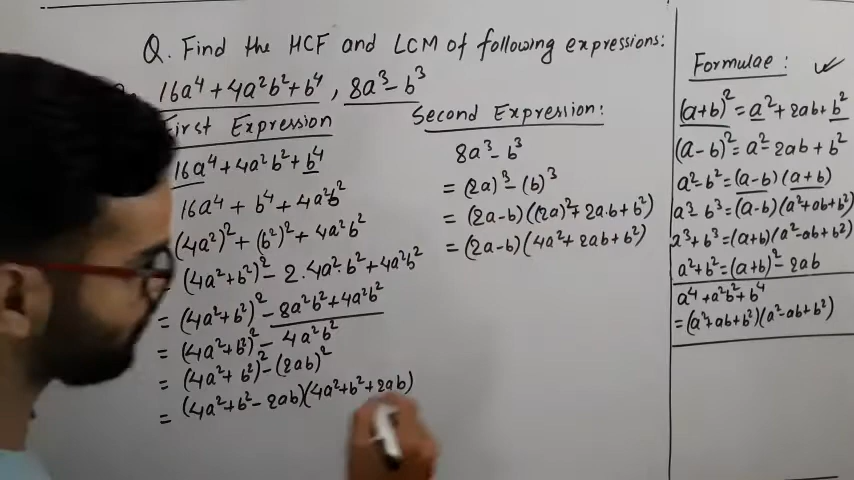 Q. Find the HCF and LCM of following expressions:
16a⁴ + 4a²b² + b⁴ , 8a³ - b³
First Expression
16a⁴ + 4a²b² + b⁴
16a⁴ + b⁴ + 4a²b²
(4a²)² + (b²)² + 4a²b²
(4a²+b²)² - 2.4a².b² + 4a²b²
= (4a²+b²)² - 8a²b² + 4a²b²
= (4a²+b²)² - 4a²b²
= (4a²+b²)² - (2ab)²
= (4a²+b²-2ab)(4a²+b²+2ab)
Second Expression:
8a³ - b³
= (2a)³ - (b)³
= (2a-b)((2a)² + 2a.b + b²)
= (2a-b)(4a² + 2ab + b²)
Formulae :
(a+b)² = a² + 2ab + b²
(a-b)² = a² - 2ab + b²
a² - b² = (a-b)(a+b)
a³ - b³ = (a-b)(a²+ab+b²)
a³ + b³ = (a+b)(a²-ab+b²)
a² + b² = (a+b)² - 2ab
a⁴ + a²b² + b⁴
= (a²+ab+b²)(a²-ab+b²)